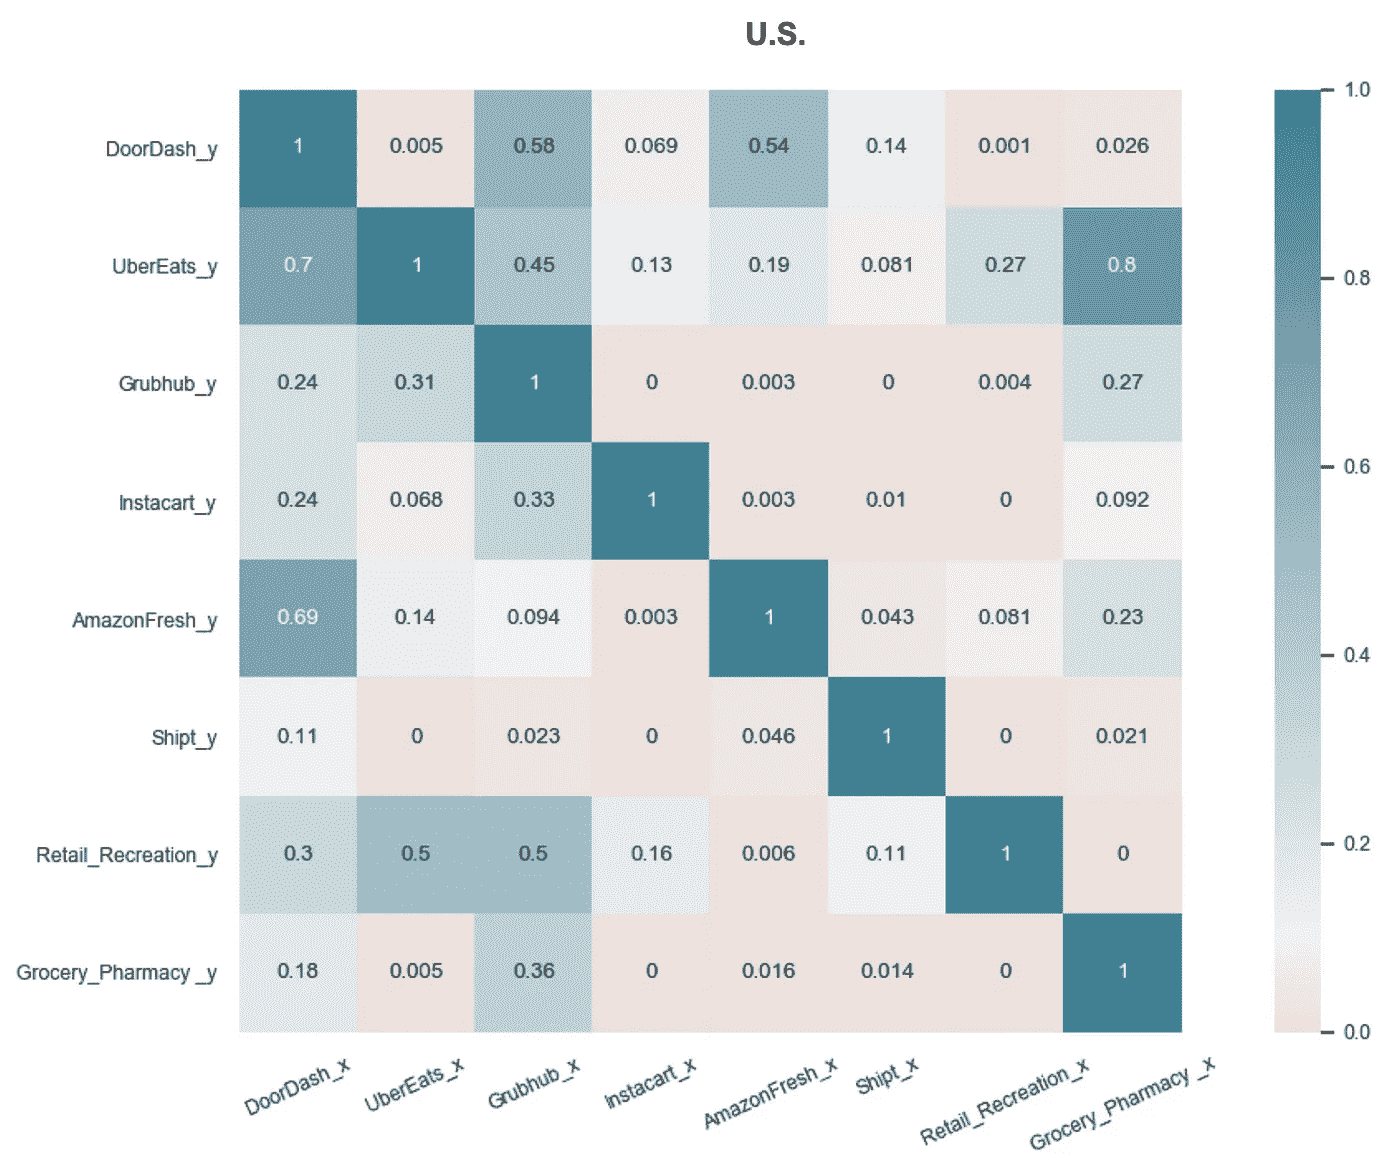 U.S.
DoorDash_y 1 0.005 0.58 0.069 0.54 0.14 0.001 0.026
UberEats_y 0.7 1 0.45 0.13 0.19 0.081 0.27 0.8
Grubhub_y 0.24 0.31 1 0 0.003 0 0.004 0.27
Instacart_y 0.24 0.068 0.33 1 0.003 0.01 0 0.092
AmazonFresh_y 0.69 0.14 0.094 0.003 1 0.043 0.081 0.23
Shipt_y 0.11 0 0.023 0 0.046 1 0 0.021
Retail_Recreation_y 0.3 0.5 0.5 0.16 0.006 0.11 1 0
Grocery_Pharmacy _y 0.18 0.005 0.36 0 0.016 0.014 0 1
DoorDash_x UberEats_x Grubhub_x Instacart_x AmazonFresh_x Shipt_x Retail_Recreation_x Grocery_Pharmacy _x
1.0
0.8
0.6
0.4
0.2
0.0